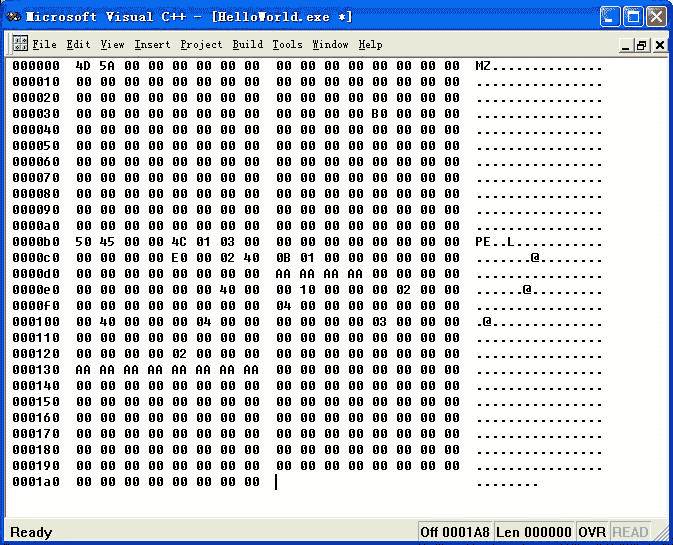 Microsoft Visual C++ - [HelloWorld.exe *]
File Edit View Insert Project Build Tools Window Help
000000 4D 5A 00 00 00 00 00 00 00 00 00 00 00 00 00 00 MZ..............
000010 00 00 00 00 00 00 00 00 00 00 00 00 00 00 00 00 ................
000020 00 00 00 00 00 00 00 00 00 00 00 00 00 00 00 00 ................
000030 00 00 00 00 00 00 00 00 00 00 00 00 B0 00 00 00 ................
000040 00 00 00 00 00 00 00 00 00 00 00 00 00 00 00 00 ................
000050 00 00 00 00 00 00 00 00 00 00 00 00 00 00 00 00 ................
000060 00 00 00 00 00 00 00 00 00 00 00 00 00 00 00 00 ................
000070 00 00 00 00 00 00 00 00 00 00 00 00 00 00 00 00 ................
000080 00 00 00 00 00 00 00 00 00 00 00 00 00 00 00 00 ................
000090 00 00 00 00 00 00 00 00 00 00 00 00 00 00 00 00 ................
0000a0 00 00 00 00 00 00 00 00 00 00 00 00 00 00 00 00 ................
0000b0 50 45 00 00 4C 01 03 00 00 00 00 00 00 00 00 00 PE..L...........
0000c0 00 00 00 00 E0 00 02 40 0B 01 00 00 00 00 00 00 .......@........
0000d0 00 00 00 00 00 00 00 00 AA AA AA AA 00 00 00 00 ................
0000e0 00 00 00 00 00 00 40 00 00 10 00 00 00 02 00 00 ......@.........
0000f0 00 00 00 00 00 00 00 00 04 00 00 00 00 00 00 00 ................
000100 00 40 00 00 00 04 00 00 00 00 00 00 03 00 00 00 .@..............
000110 00 00 00 00 00 00 00 00 00 00 00 00 00 00 00 00 ................
000120 00 00 00 00 02 00 00 00 00 00 00 00 00 00 00 00 ................
000130 AA AA AA AA AA AA AA AA 00 00 00 00 00 00 00 00 ................
000140 00 00 00 00 00 00 00 00 00 00 00 00 00 00 00 00 ................
000150 00 00 00 00 00 00 00 00 00 00 00 00 00 00 00 00 ................
000160 00 00 00 00 00 00 00 00 00 00 00 00 00 00 00 00 ................
000170 00 00 00 00 00 00 00 00 00 00 00 00 00 00 00 00 ................
000180 00 00 00 00 00 00 00 00 00 00 00 00 00 00 00 00 ................
000190 00 00 00 00 00 00 00 00 00 00 00 00 00 00 00 00 ................
0001a0 00 00 00 00 00 00 00 00 ........
Ready Off 0001A8 Len 000000 OVR READ